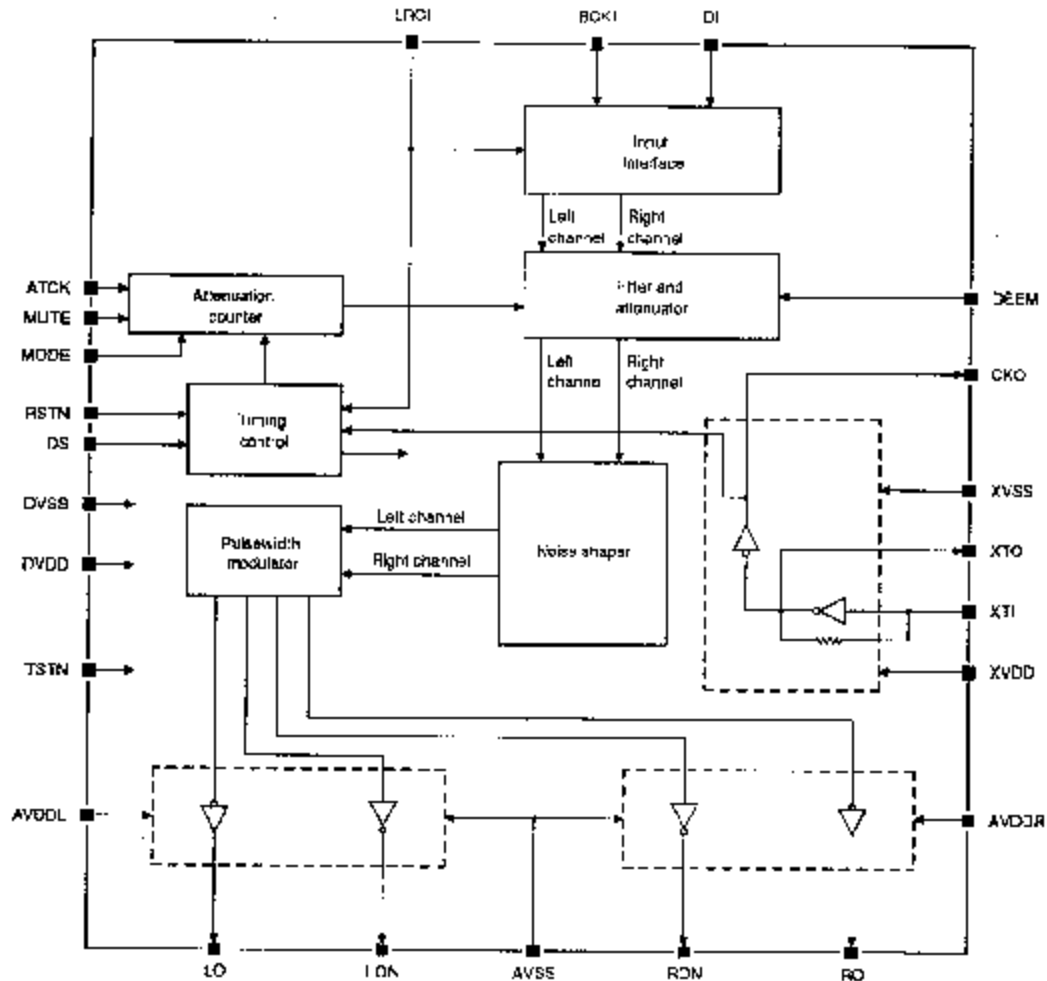 LRCI
BCKI
DI
Input
interface
Left
channel
Right
channel
ATCK
MUTE
MODE
Attenuation
counter
Filter and
attenuator
DEEM
Left
channel
Right
channel
CKO
RSTN
DS
Timing
control
DVSS
DVDD
Pulsewidth
modulator
Left channel
Right channel
Noise shaper
XVSS
XTO
XTI
XVDD
TSTN
AVDDL
AVDDR
LO
LON
AVSS
RON
RO